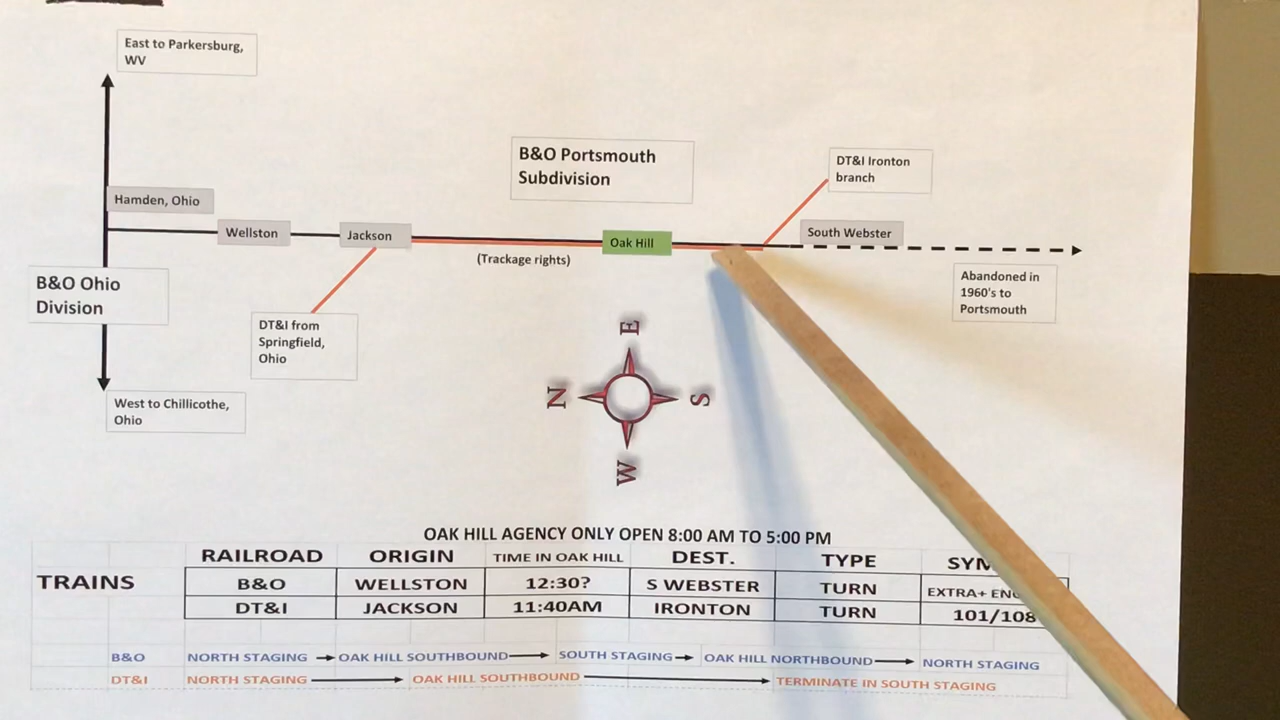 East to Parkersburg,
WV
B&O Portsmouth
Subdivision
DT&I Ironton
branch
Hamden, Ohio
Wellston
Jackson
Oak Hill
South Webster
(Trackage rights)
B&O Ohio
Division
Abandoned in
1960's to
Portsmouth
DT&I from
Springfield,
Ohio
E
N
S
W
West to Chillicothe,
Ohio
OAK HILL AGENCY ONLY OPEN 8:00 AM TO 5:00 PM
RAILROAD ORIGIN TIME IN OAK HILL DEST. TYPE
TRAINS B&O WELLSTON 12:30? S WEBSTER TURN EXTRA+
DT&I JACKSON 11:40AM IRONTON TURN 101/108
B&O NORTH STAGING OAK HILL SOUTHBOUND SOUTH STAGING OAK HILL NORTHBOUND NORTH STAGING
DT&I NORTH STAGING OAK HILL SOUTHBOUND TERMINATE IN SOUTH STAGING